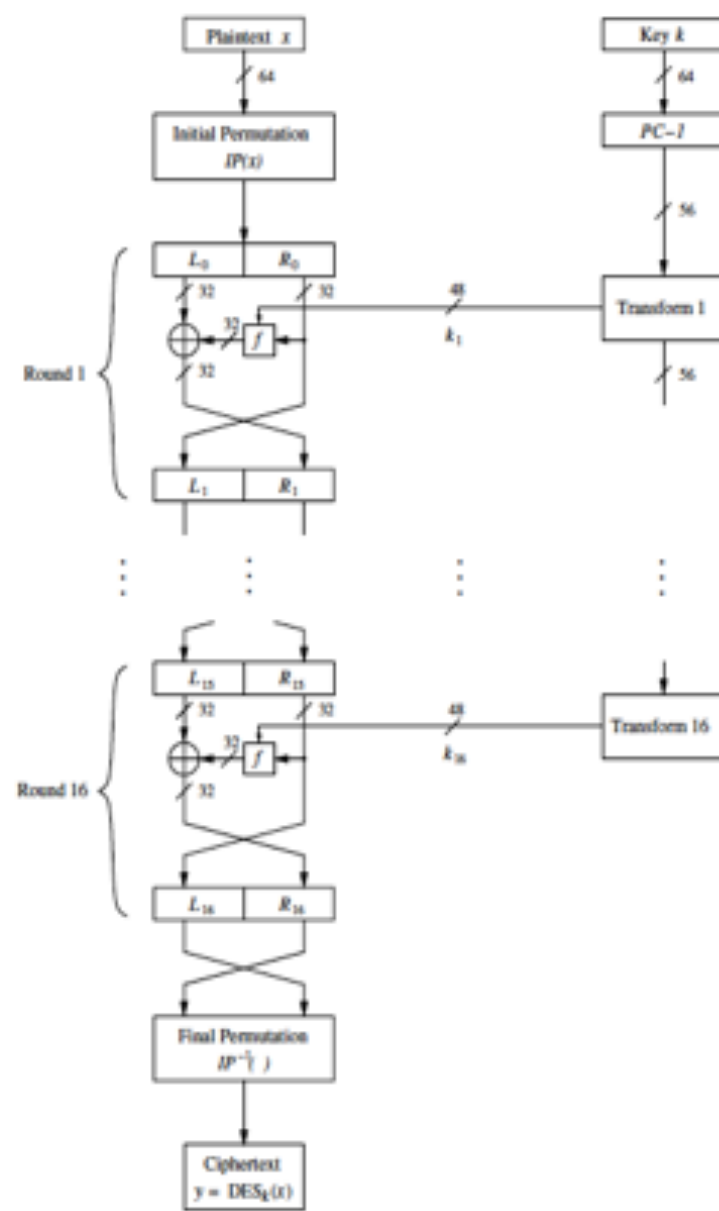 Plaintext x
Key k
64
64
Initial Permutation
IP(x)
PC-1
56
L₀ R₀
32
32
48
Transform 1
32
f
k₁
Round 1
32
56
L₁ R₁
L₁₅ R₁₅
32
32
48
Transform 16
32
f
k₁₆
Round 16
32
L₁₆ R₁₆
Final Permutation
IP⁻¹( )
Ciphertext
y = DESₖ(x)